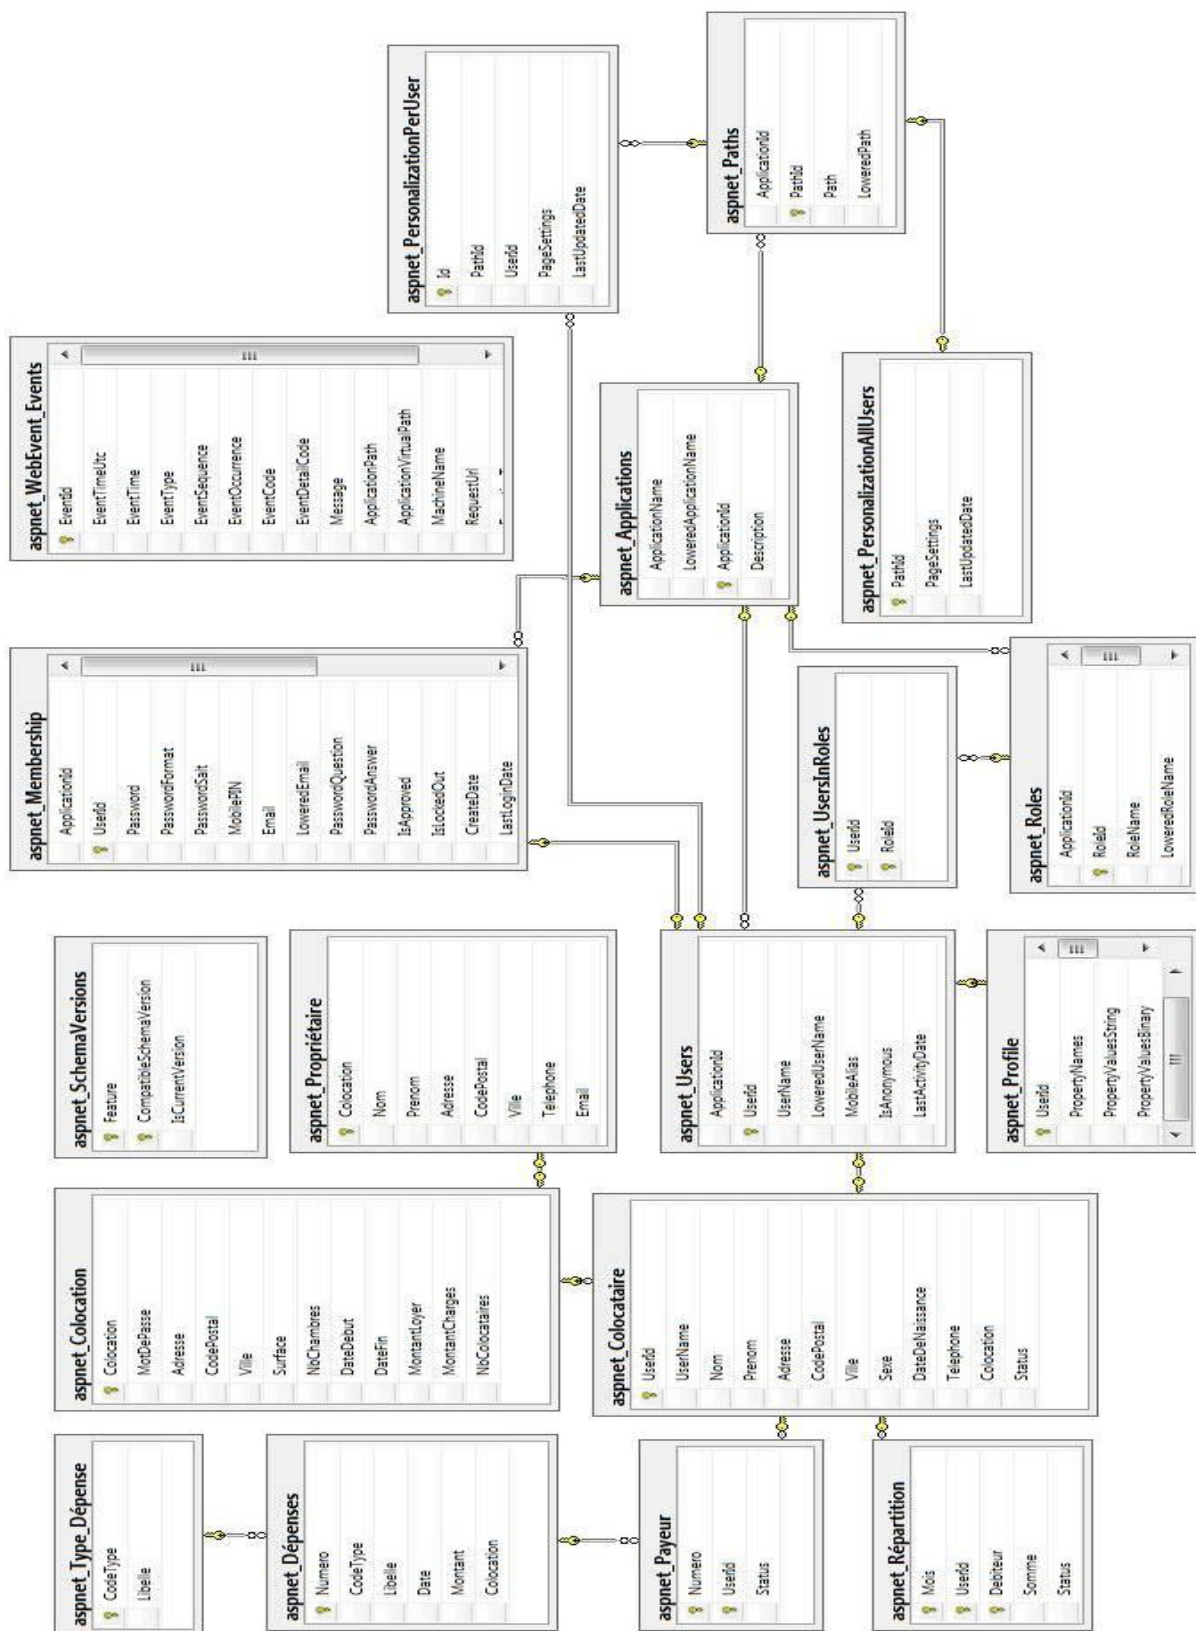 aspnet_Type_Dépense
CodeType
Libelle
aspnet_Dépenses
Numero
CodeType
Libelle
Date
Montant
Colocation
aspnet_Payeur
Numero
UserId
Status
aspnet_Répartition
Mois
UserId
Debiteur
Somme
Status
aspnet_Colocation
Colocation
MotDePasse
Adresse
CodePostal
Ville
Surface
NbChambres
DateDebut
DateFin
MontantLoyer
MontantCharges
NbColocataires
aspnet_Colocataire
UserId
UserName
Nom
Prenom
Adresse
CodePostal
Ville
Sexe
DateDeNaissance
Telephone
Colocation
Status
aspnet_SchemaVersions
Feature
CompatibleSchemaVersion
IsCurrentVersion
aspnet_Propriétaire
Colocation
Nom
Prenom
Adresse
CodePostal
Ville
Telephone
Email
aspnet_Users
ApplicationId
UserId
UserName
LoweredUserName
MobileAlias
IsAnonymous
LastActivityDate
aspnet_Profile
UserId
PropertyNames
PropertyValuesString
PropertyValuesBinary
aspnet_Membership
ApplicationId
UserId
Password
PasswordFormat
PasswordSalt
MobilePIN
Email
LoweredEmail
PasswordQuestion
PasswordAnswer
IsApproved
IsLockedOut
CreateDate
LastLoginDate
aspnet_UsersInRoles
UserId
RoleId
aspnet_Roles
ApplicationId
RoleId
RoleName
LoweredRoleName
aspnet_WebEvent_Events
EventId
EventTimeUtc
EventTime
EventType
EventSequence
EventOccurrence
EventCode
EventDetailCode
Message
ApplicationPath
ApplicationVirtualPath
MachineName
RequestUrl
aspnet_Applications
ApplicationName
LoweredApplicationName
ApplicationId
Description
aspnet_PersonalizationAllUsers
PathId
PageSettings
LastUpdatedDate
aspnet_PersonalizationPerUser
Id
PathId
UserId
PageSettings
LastUpdatedDate
aspnet_Paths
ApplicationId
PathId
Path
LoweredPath